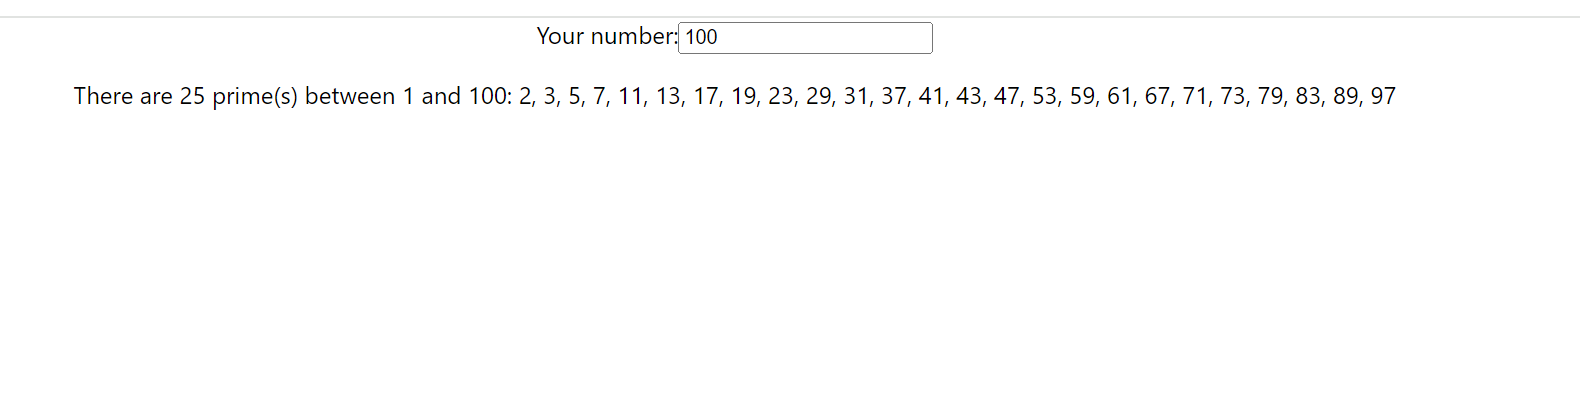 Your number: 100
There are 25 prime(s) between 1 and 100: 2, 3, 5, 7, 11, 13, 17, 19, 23, 29, 31, 37, 41, 43, 47, 53, 59, 61, 67, 71, 73, 79, 83, 89, 97